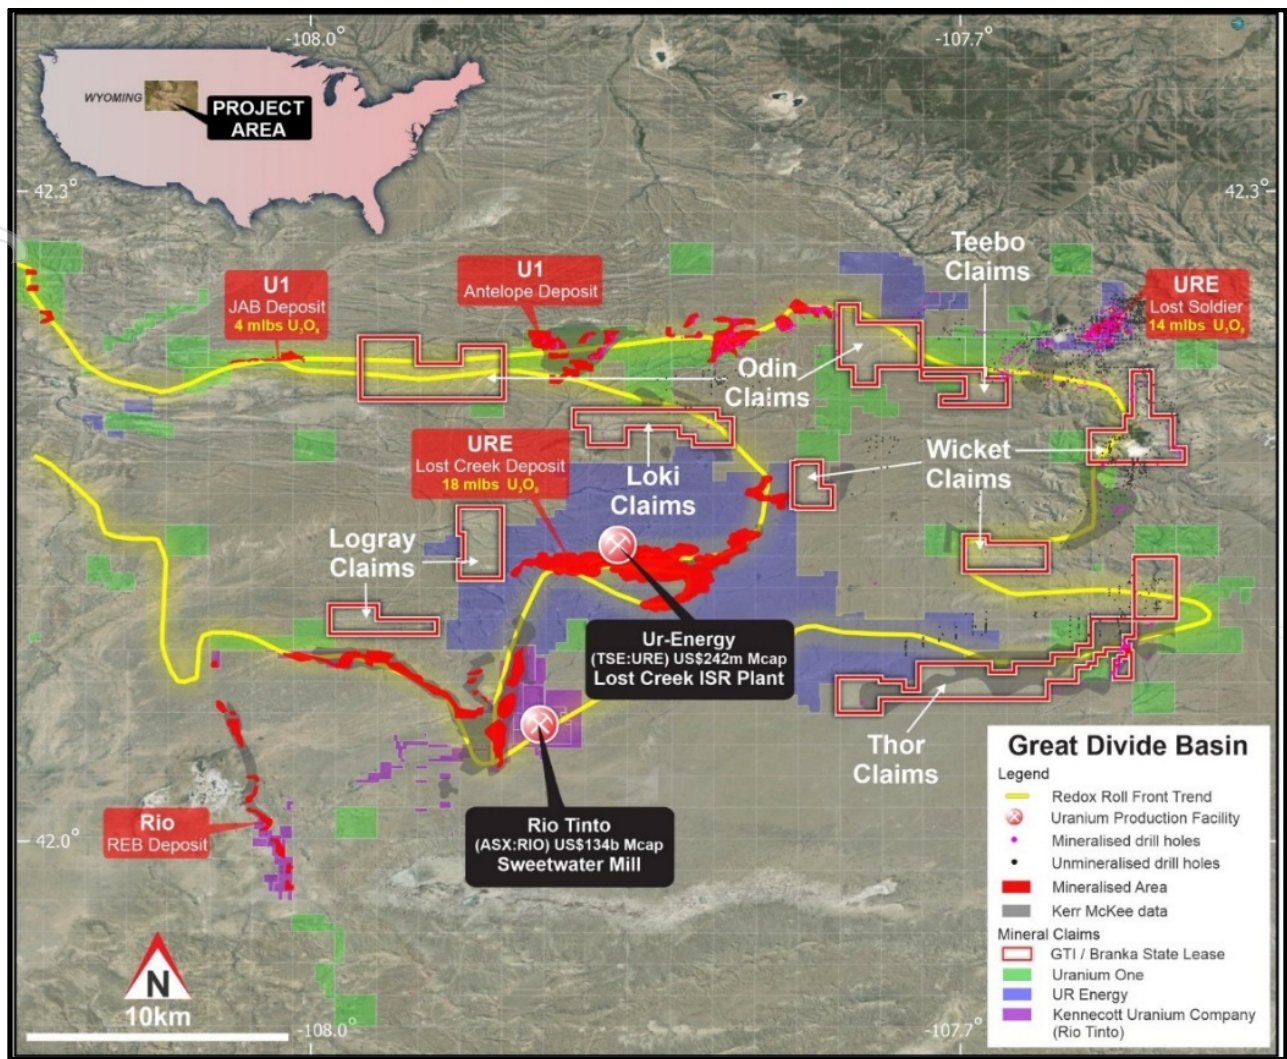 -108.0°
-107.7°
WYOMING
PROJECT
AREA
42.3°
42.3°
Teebo
Claims
U1
JAB Deposit
4 mlbs U₃O₈
U1
Antelope Deposit
URE
Lost Soldier
14 mlbs U₃O₈
Odin
Claims
URE
Lost Creek Deposit
18 mlbs U₃O₈
Loki
Claims
Wicket
Claims
Logray
Claims
Ur-Energy
(TSE:URE) US$242m Mcap
Lost Creek ISR Plant
Thor
Claims
Rio
REB Deposit
42.0°
Rio Tinto
(ASX:RIO) US$134b Mcap
Sweetwater Mill
N
10km
-108.0°
-107.7°
Great Divide Basin
Legend
Redox Roll Front Trend
Uranium Production Facility
Mineralised drill holes
Unmineralised drill holes
Mineralised Area
Kerr McKee data
Mineral Claims
GTI / Branka State Lease
Uranium One
UR Energy
Kennecott Uranium Company
(Rio Tinto)